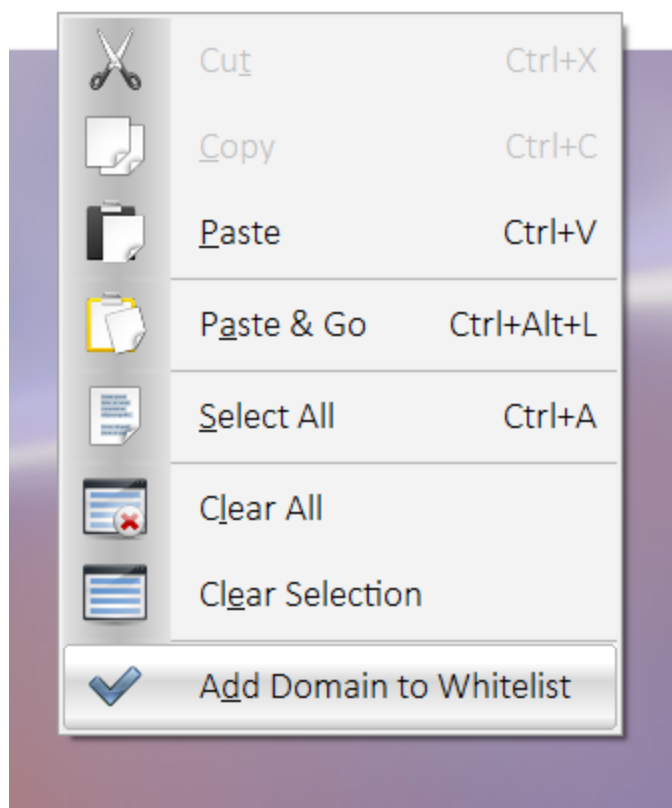 Cut Ctrl+X
Copy Ctrl+C
Paste Ctrl+V
Paste & Go Ctrl+Alt+L
Select All Ctrl+A
Clear All
Clear Selection
Add Domain to Whitelist